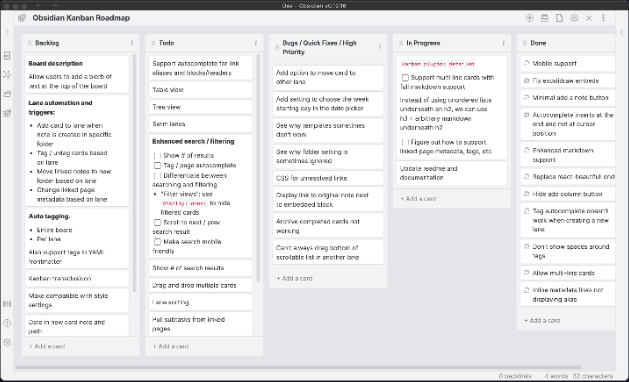 Dev - Obsidian v0.12.16
Obsidian Kanban Roadmap
Backlog
Board description
Allow users to add a blerb of
text at the top of the board
Lane automation and
triggers:
Add card to lane when
note is created in specific
folder
Tag / untag cards based
on lane
Move linked notes to new
folder based on lane
Change linked page
metadata based on lane
Auto tagging.
Entire board
Per lane
Also support tags in YAML
frontmatter
Kanban transclusion
Make compatible with style
settings
Date in new card note and
path
+ Add a card
Todo
Support autocomplete for link
aliases and blocks/headers
Table view
Tree view
Swim lanes
Enhanced search / filtering
Show # of results
Tag / page autocomplete
Differentiate between
searching and filtering
"Filter views": use
display: none; to hide
filtered cards
Scroll to next / prev
search result
Make search mobile
friendly
Show # of search results
Drag and drop multiple cards
Lane sorting
Pull subtasks from linked
pages
+ Add a card
Bugs / Quick Fixes / High
Priority
Add option to move card to
other lane
Add setting to choose the week
starting day in the date picker
See why templates sometimes
don't work
See why folder setting is
sometimes ignored
CSS for unresolved links
Display link to original note next
to embedded block
Archive completed cards not
working
Can't always drag bottom of
scrollable list in another lane
+ Add a card
In Progress
kanban plugin: detailed
Support multi line cards with
full markdown support
Instead of using unordered lists
underneath an h2, we can use
h3 + arbitrary markdown
underneath h2
Figure out how to support
linked page metadata, tags, etc
Update readme and
documentation
+ Add a card
Done
Mobile support
Fix excalidraw embeds
Minimal add a note button
Autocomplete inserts at the
end and not at cursor
position
Enhanced markdown
support
Replace react-beautiful-dnd
Hide add column button
Tag autocomplete doesn't
work when creating a new
lane
Don't show spaces around
tags
Allow multi-line cards
Inline metadata links not
displaying alias
+ Add a card
0 backlinks 4 words 32 characters